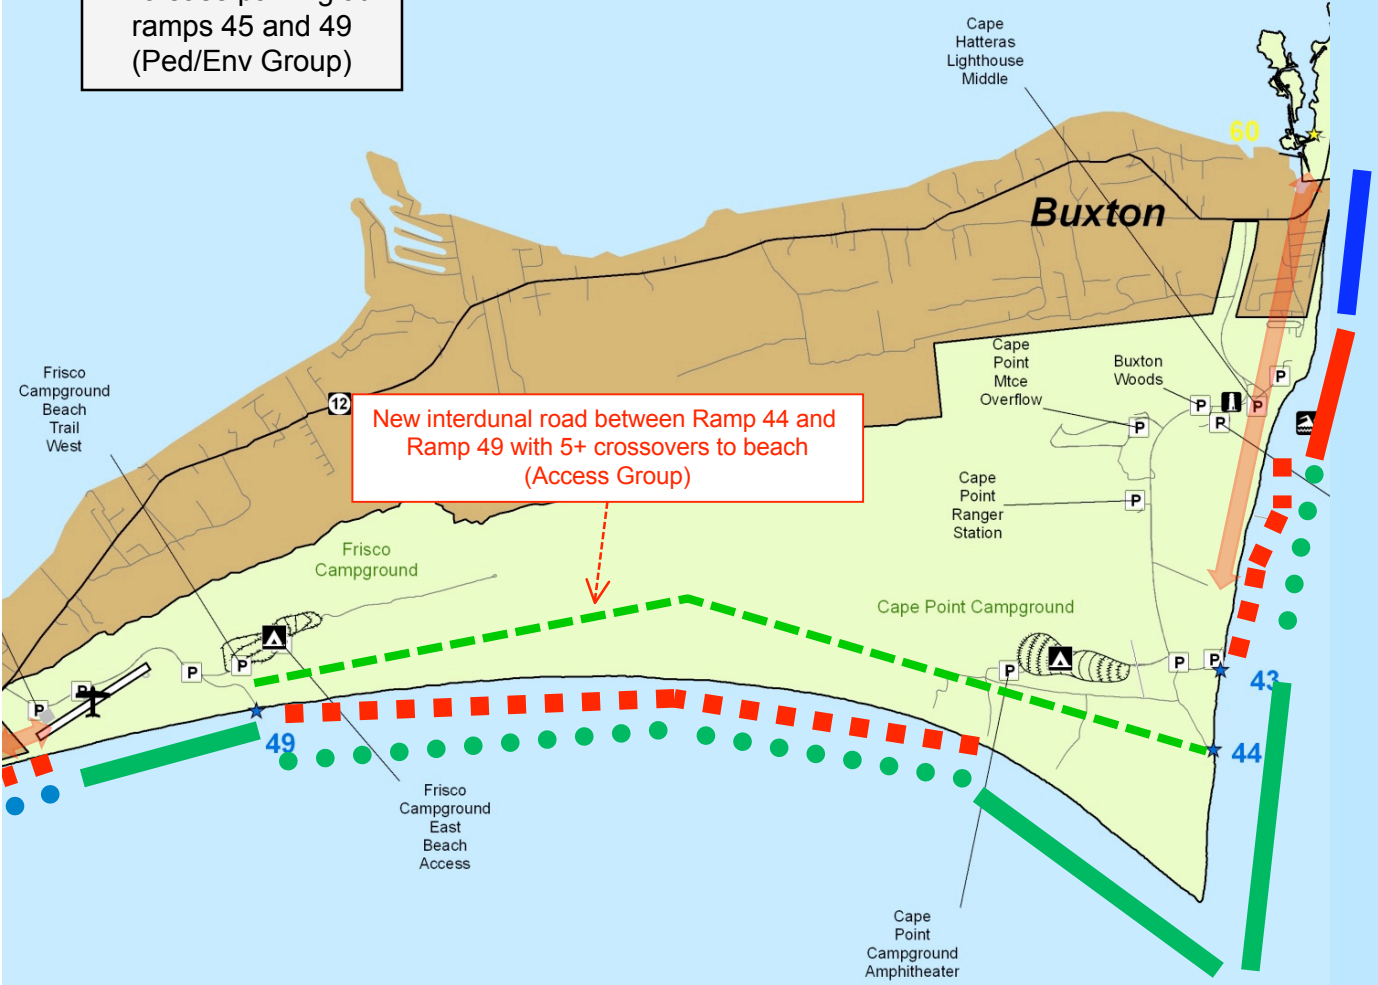 ramps 45 and 49
(Ped/Env Group)
Cape
Hatteras
Lighthouse
Middle
60
Buxton
Frisco
Campground
Beach
Trail
West
12
New interdunal road between Ramp 44 and
Ramp 49 with 5+ crossovers to beach
(Access Group)
Cape
Point
Mtce
Overflow
Buxton
Woods
P
P
P
P
P
Cape
Point
Ranger
Station
P
Frisco
Campground
Cape Point Campground
P
P
P
P
P
P
P
P
43
44
49
Frisco
Campground
East
Beach
Access
Cape
Point
Campground
Amphitheater